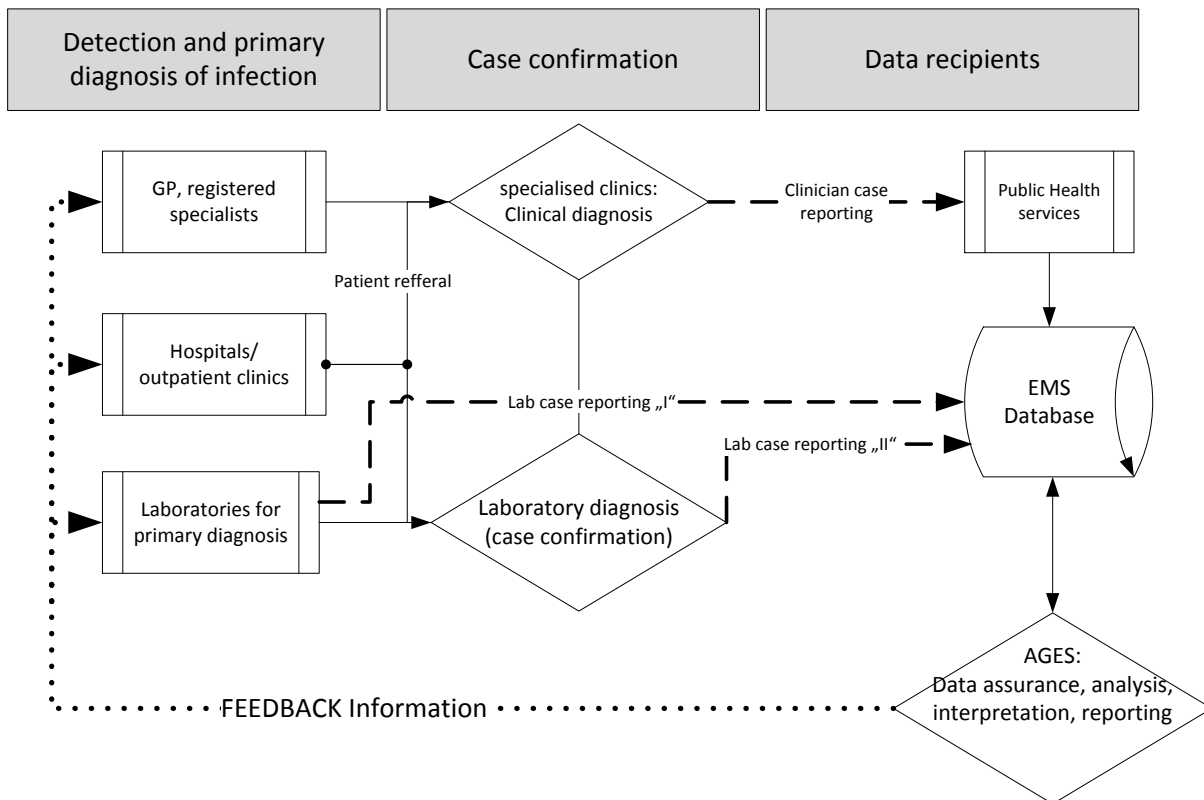 Detection and primary
diagnosis of infection
Case confirmation
Data recipients
GP, registered
specialists
specialised clinics:
Clinical diagnosis
Clinician case
reporting
Public Health
services
Patient refferal
Hospitals/
outpatient clinics
Lab case reporting „I“
EMS
Database
Lab case reporting „II“
Laboratories for
primary diagnosis
Laboratory diagnosis
(case confirmation)
AGES:
Data assurance, analysis,
interpretation, reporting
FEEDBACK Information